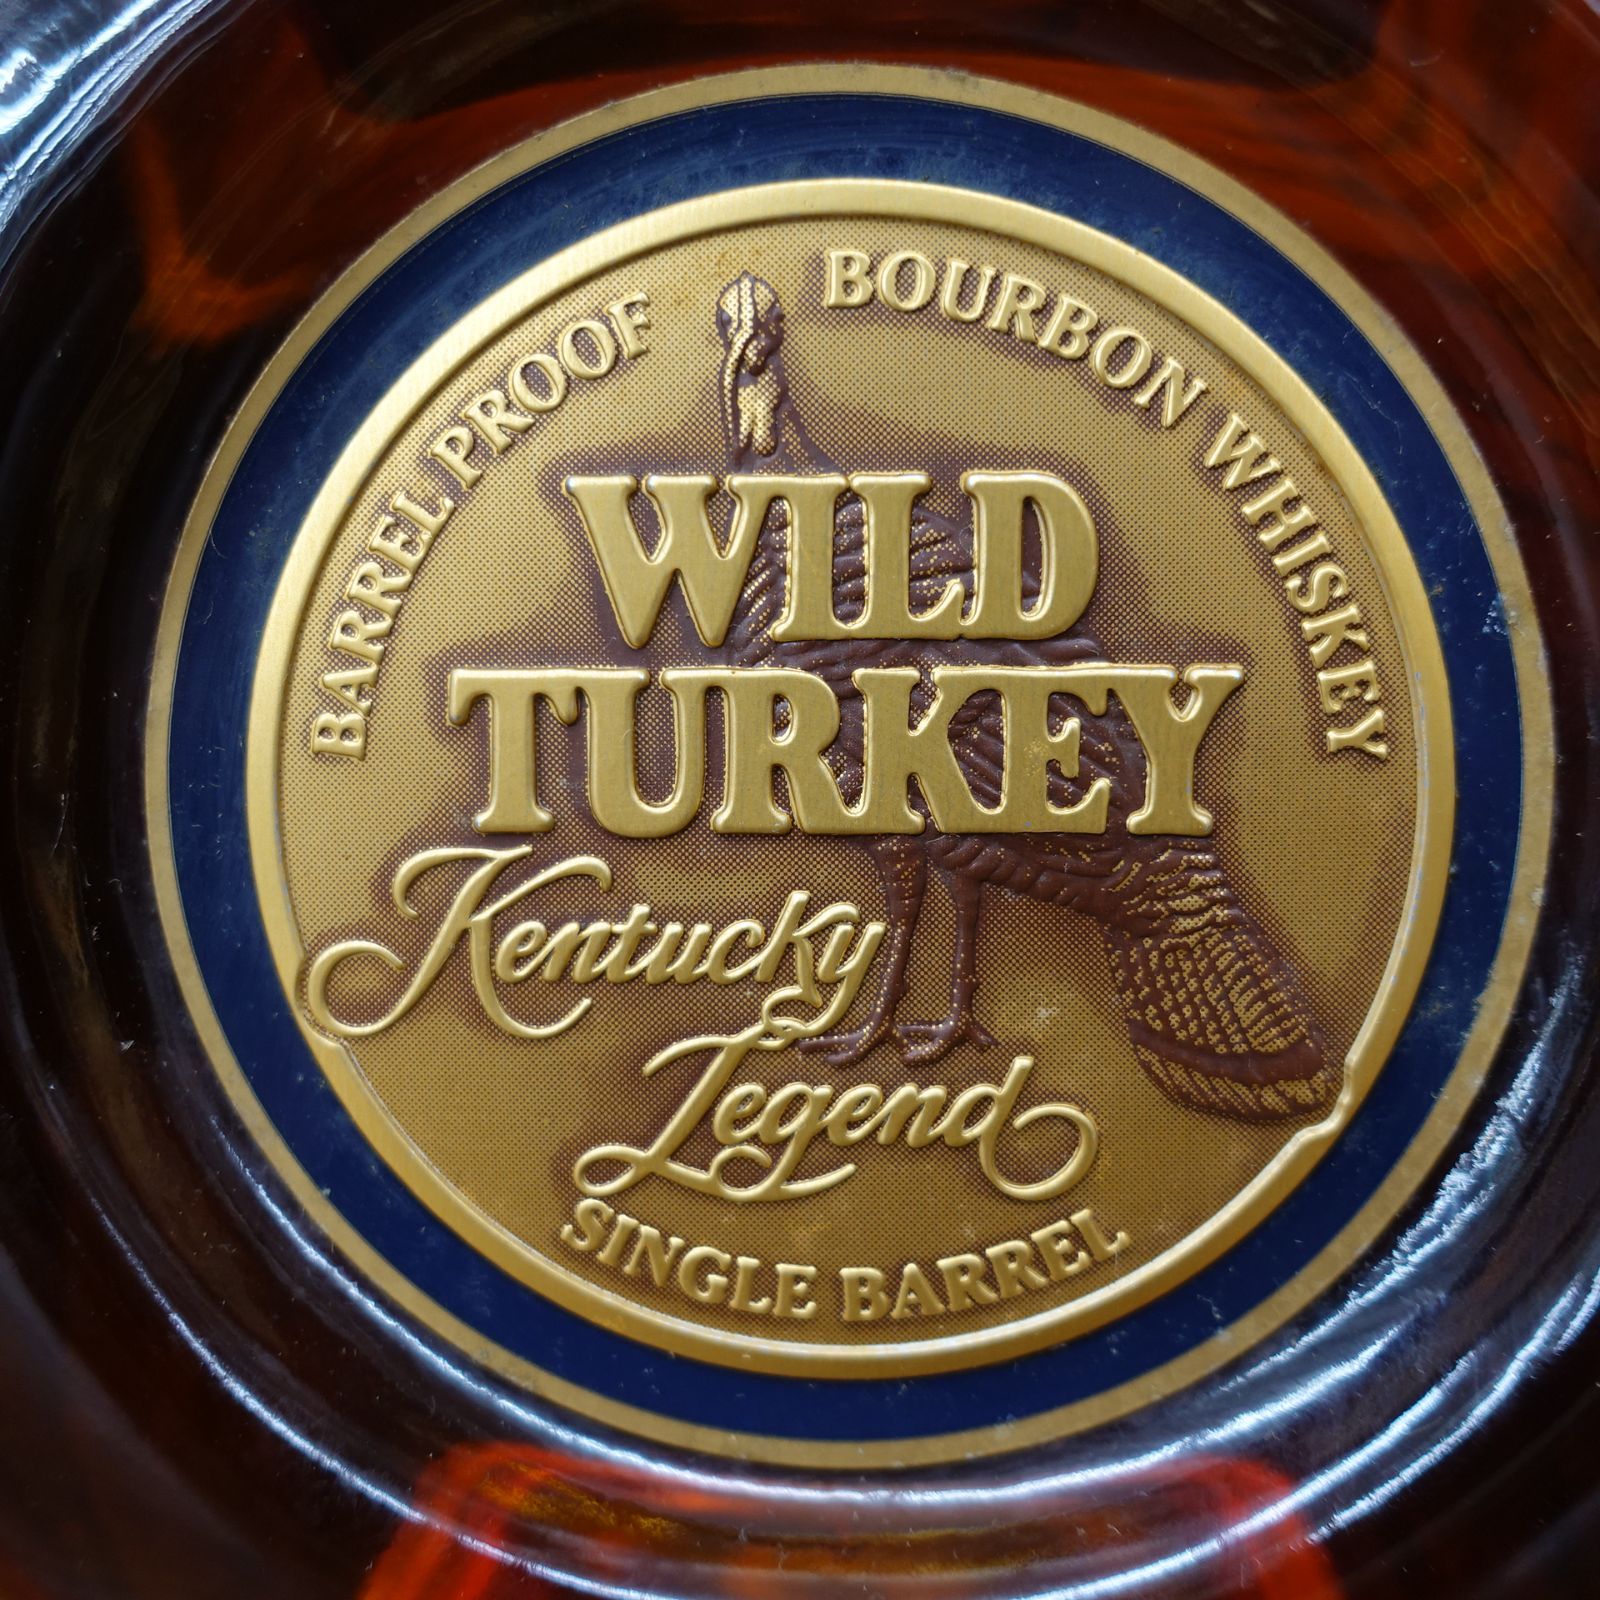 BARREL PROOF BOURBON WHISKEY
WILD
TURKEY
Kentucky
Legend
SINGLE BARREL